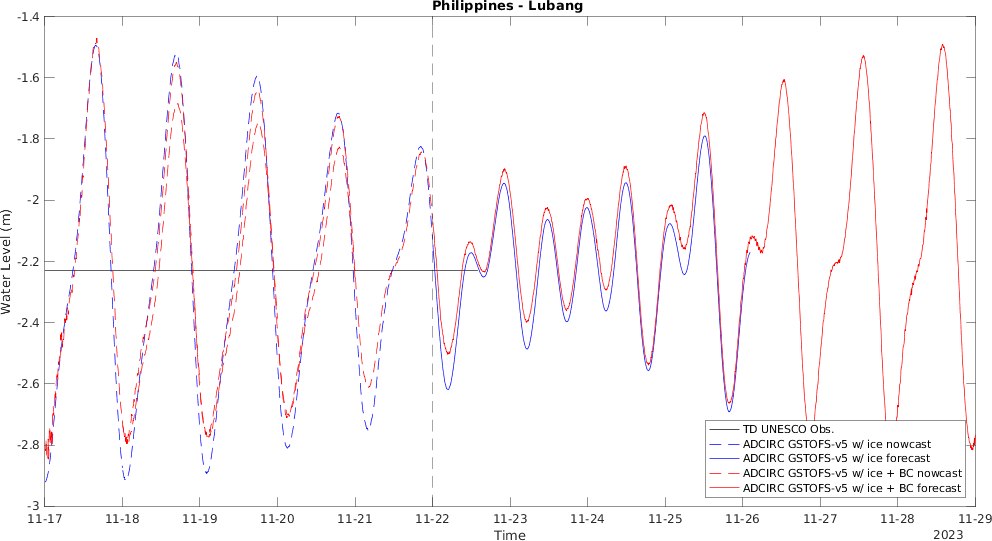 Philippines - Lubang
Water Level (m)
-1.4
-1.6
-1.8
-2
-2.2
-2.4
-2.6
-2.8
-3
TD UNESCO Obs.
ADCIRC GSTOFS-v5 w/ ice nowcast
ADCIRC GSTOFS-v5 w/ ice forecast
ADCIRC GSTOFS-v5 w/ ice + BC nowcast
ADCIRC GSTOFS-v5 w/ ice + BC forecast
11-17 11-18 11-19 11-20 11-21 11-22 11-23 11-24 11-25 11-26 11-27 11-28 11-29
Time
2023